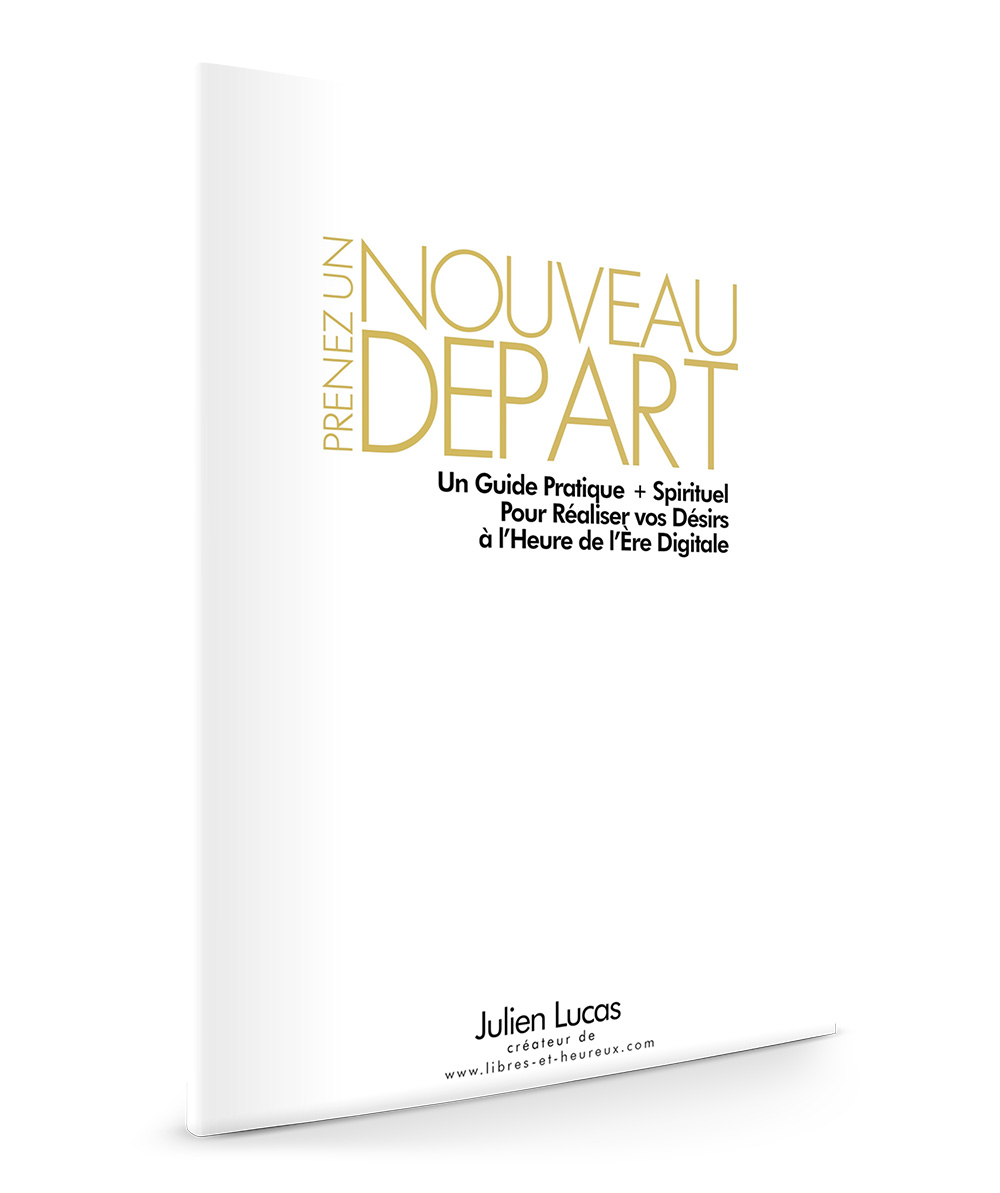 PRENEZ UN
NOUVEAU
DEPART
Un Guide Pratique + Spirituel
Pour Réaliser vos Désirs
à l'Heure de l'Ère Digitale
Julien Lucas
créateur de
www.libres-et-heureux.com